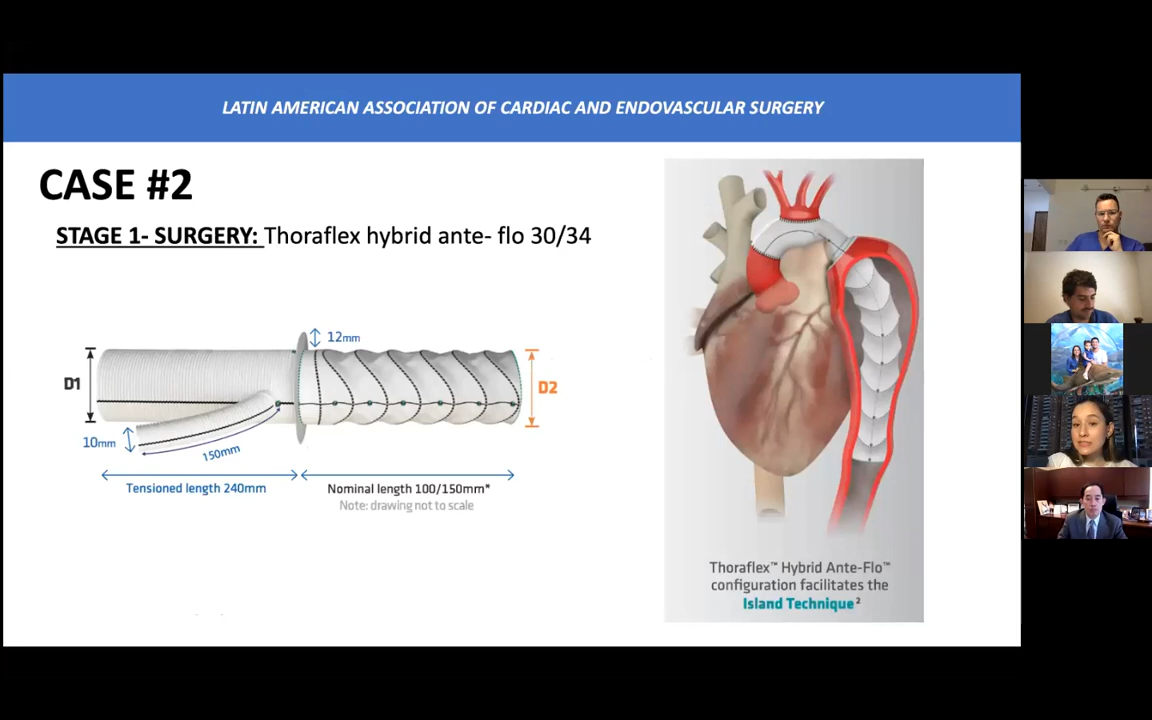 LATIN AMERICAN ASSOCIATION OF CARDIAC AND ENDOVASCULAR SURGERY
CASE #2
STAGE 1- SURGERY: Thoraflex hybrid ante- flo 30/34
12mm
D1
D2
10mm
150mm
Tensioned length 240mm
Nominal length 100/150mm*
Note: drawing not to scale
Thoraflex™ Hybrid Ante-Flo™
configuration facilitates the
Island Technique²